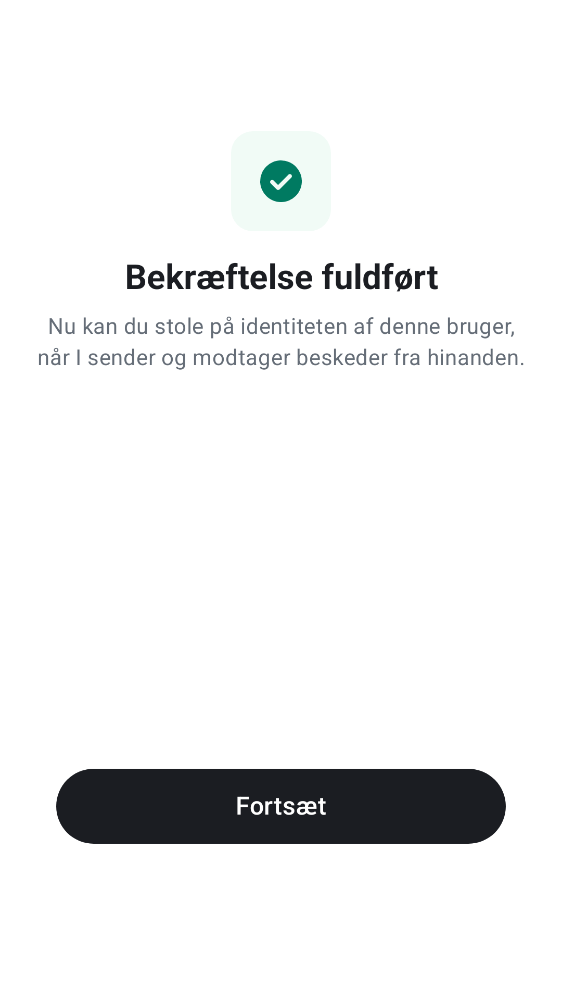 Bekræftelse fuldført
Nu kan du stole på identiteten af denne bruger,
når I sender og modtager beskeder fra hinanden.
Fortsæt